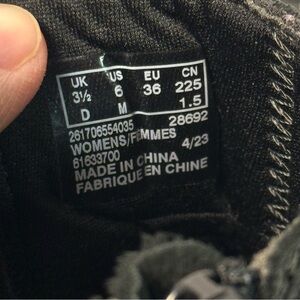 UK US EU CN
3½ 6 36 225
D M 1.5
261706554035 28692
WOMENS/FEMMES
61633700 4/23
MADE IN CHINA
FABRIQUE EN CHINE